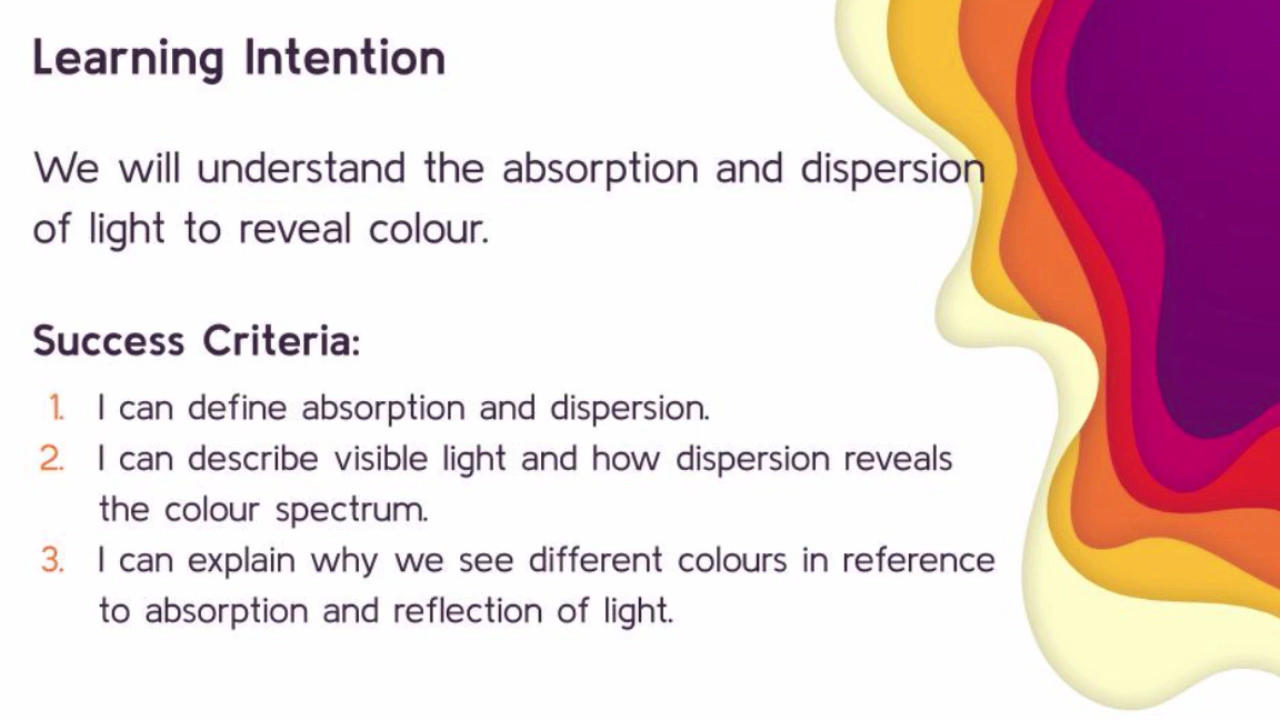 Learning Intention
We will understand the absorption and dispersion
of light to reveal colour.
Success Criteria:
1. I can define absorption and dispersion.
2. I can describe visible light and how dispersion reveals
the colour spectrum.
3. I can explain why we see different colours in reference
to absorption and reflection of light.